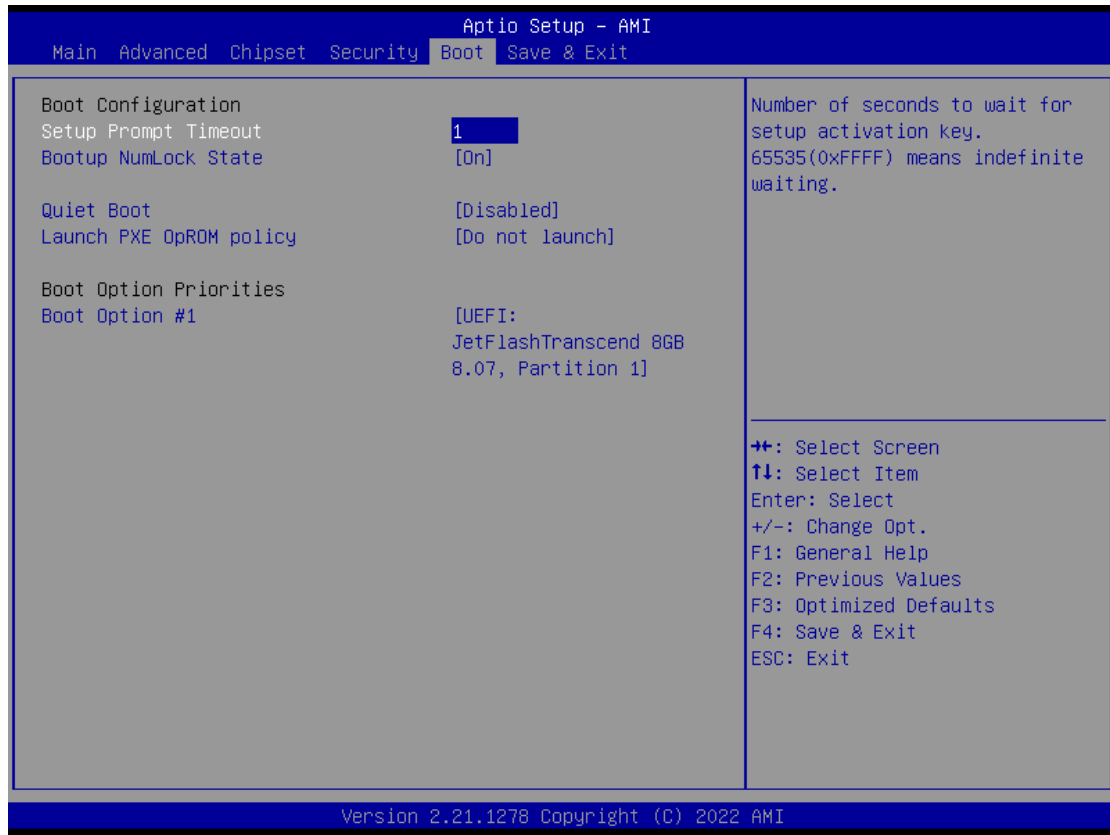 Aptio Setup – AMI
Main Advanced Chipset Security Boot Save & Exit
Boot Configuration
Setup Prompt Timeout 1
Bootup NumLock State [On]
Quiet Boot [Disabled]
Launch PXE OpROM policy [Do not launch]
Boot Option Priorities
Boot Option #1 [UEFI:
JetFlashTranscend 8GB
8.07, Partition 1]
Number of seconds to wait for
setup activation key.
65535(0xFFFF) means indefinite
waiting.
→←: Select Screen
↑↓: Select Item
Enter: Select
+/-: Change Opt.
F1: General Help
F2: Previous Values
F3: Optimized Defaults
F4: Save & Exit
ESC: Exit
Version 2.21.1278 Copyright (C) 2022 AMI